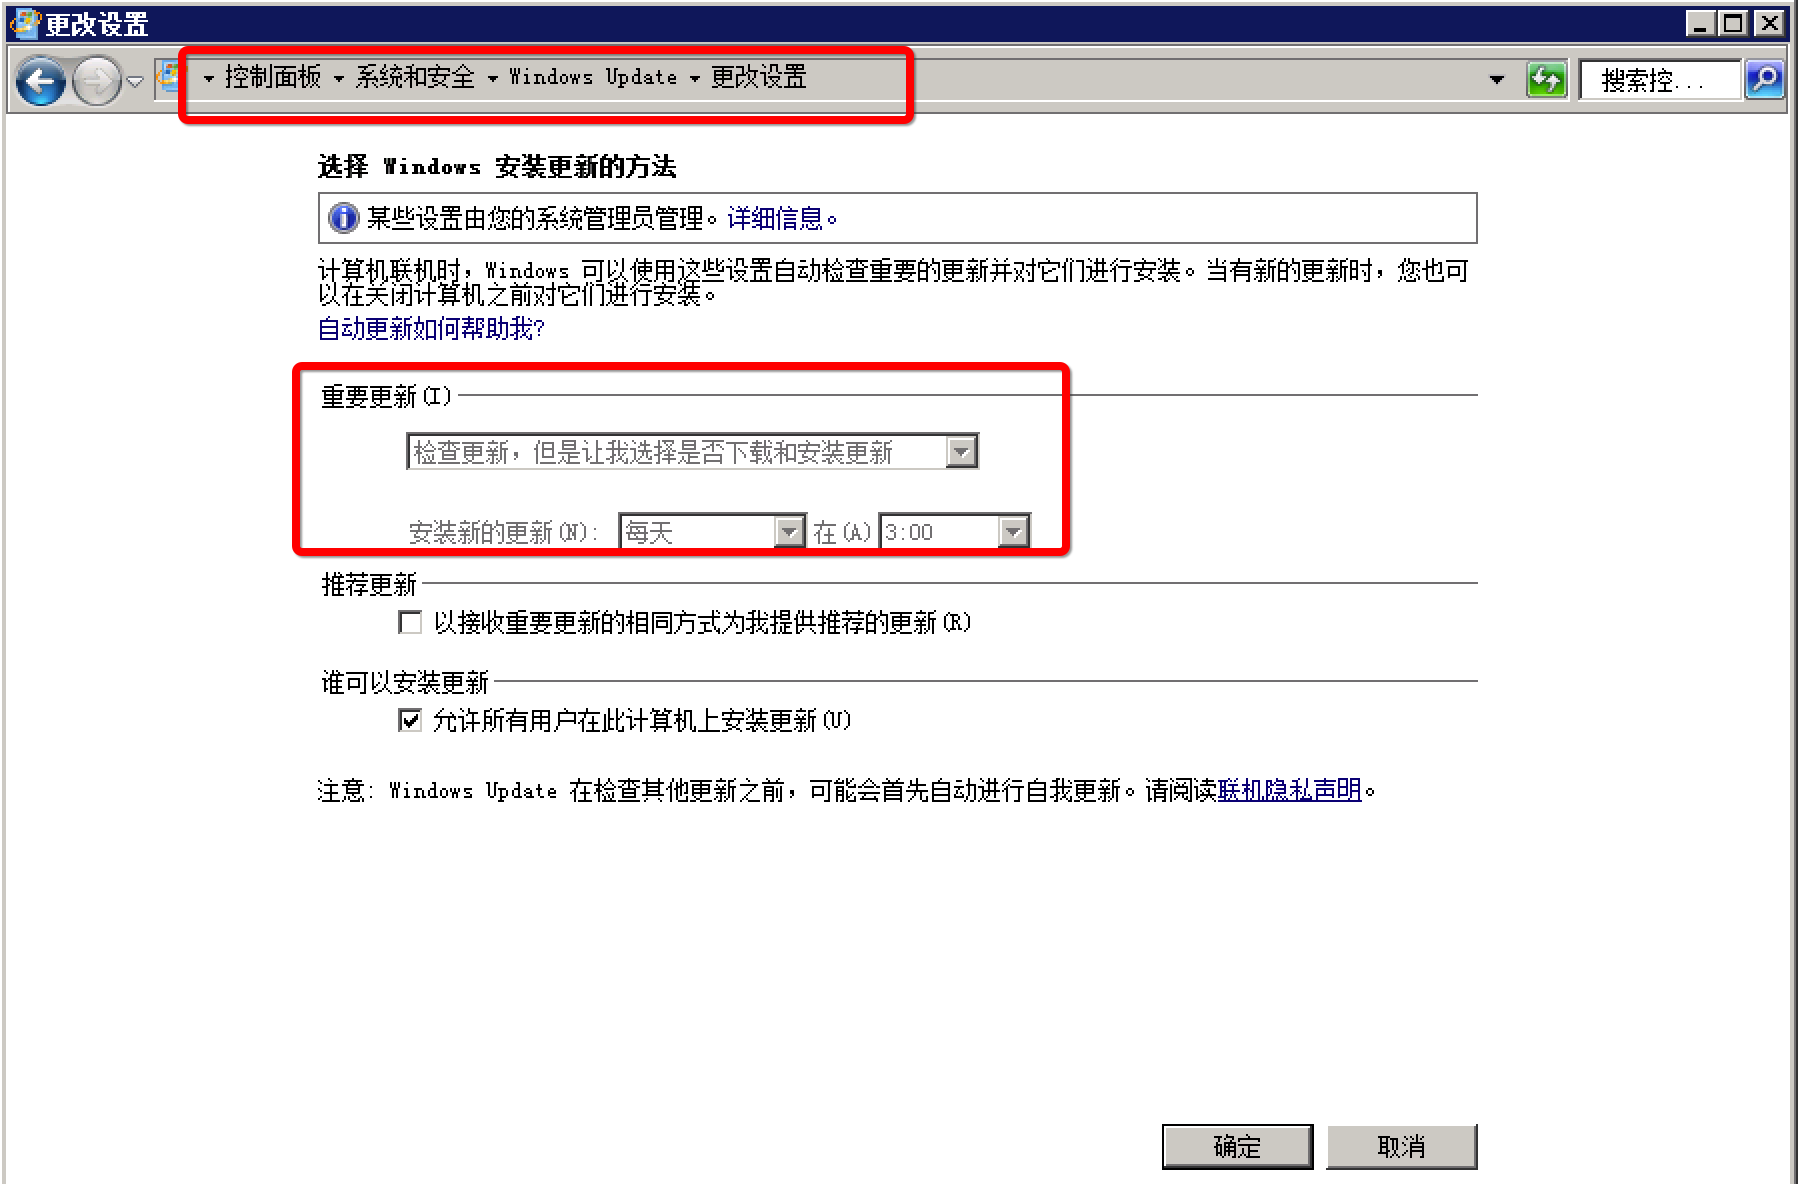 更改设置
控制面板 系统和安全 Windows Update 更改设置
搜索控...
选择 Windows 安装更新的方法
某些设置由您的系统管理员管理。详细信息。
计算机联机时，Windows 可以使用这些设置自动检查重要的更新并对它们进行安装。当有新的更新时，您也可
以在关闭计算机之前对它们进行安装。
自动更新如何帮助我?
重要更新(I)
检查更新，但是让我选择是否下载和安装更新
安装新的更新(N): 每天 在(A) 3:00
推荐更新
以接收重要更新的相同方式为我提供推荐的更新(R)
谁可以安装更新
允许所有用户在此计算机上安装更新(U)
注意: Windows Update 在检查其他更新之前，可能会首先自动进行自我更新。请阅读联机隐私声明。
确定 取消